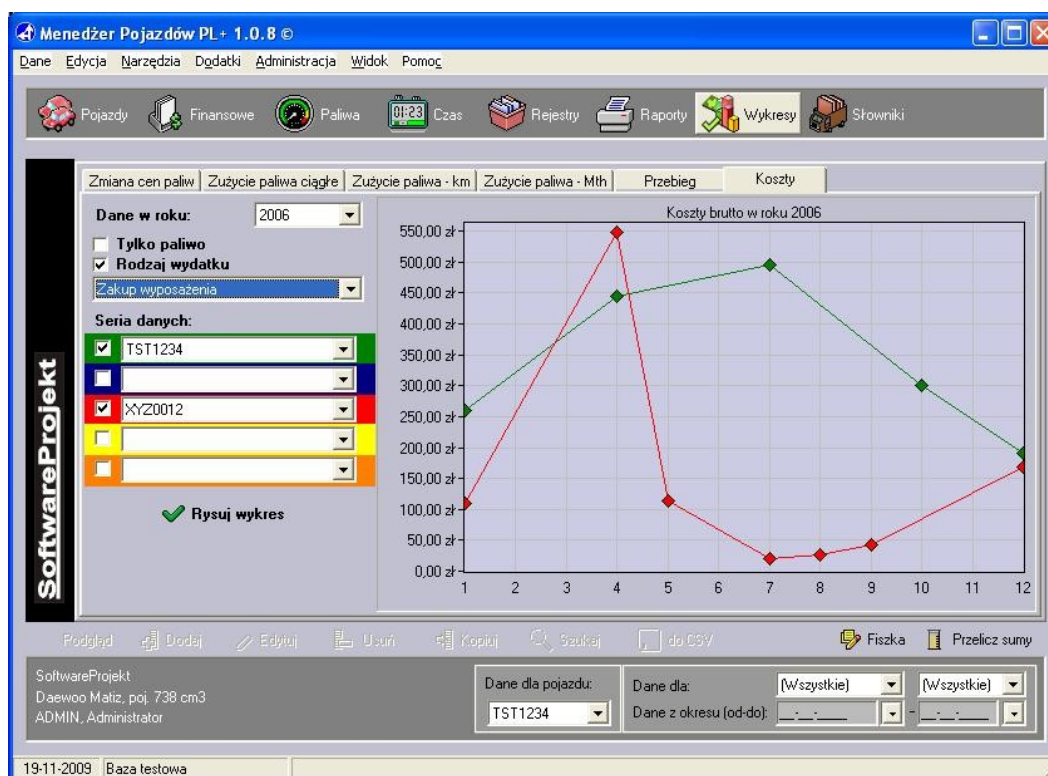 Menedżer Pojazdów PL+ 1.0.8 ©
Dane Edycja Narzędzia Dodatki Administracja Widok Pomoc
Pojazdy Finansowe 01:23 Paliwa Czas Rejestry Raporty Wykresy Słowniki
SoftwareProjekt
Zmiana cen paliw Zużycie paliwa ciągłe Zużycie paliwa - km Zużycie paliwa - Mth Przebieg Koszty
Dane w roku: 2006
Tylko paliwo
Rodzaj wydatku
Zakup wyposażenia
Seria danych:
TST1234
XYZ0012
Rysuj wykres
Koszty brutto w roku 2006
550,00 zł
500,00 zł
450,00 zł
400,00 zł
350,00 zł
300,00 zł
250,00 zł
200,00 zł
150,00 zł
100,00 zł
50,00 zł
0,00 zł
1 2 3 4 5 6 7 8 9 10 11 12
Podgląd Dodaj Edytuj Usuń Kopiuj Szukaj do CSV Fiszka Przelicz sumy
SoftwareProjekt
Daewoo Matiz, poj. 738 cm3
ADMIN, Administrator
Dane dla pojazdu:
TST1234
Dane dla: (Wszystkie) (Wszystkie)
Dane z okresu (od-do): __-__-____ - __-__-____
19-11-2009 Baza testowa